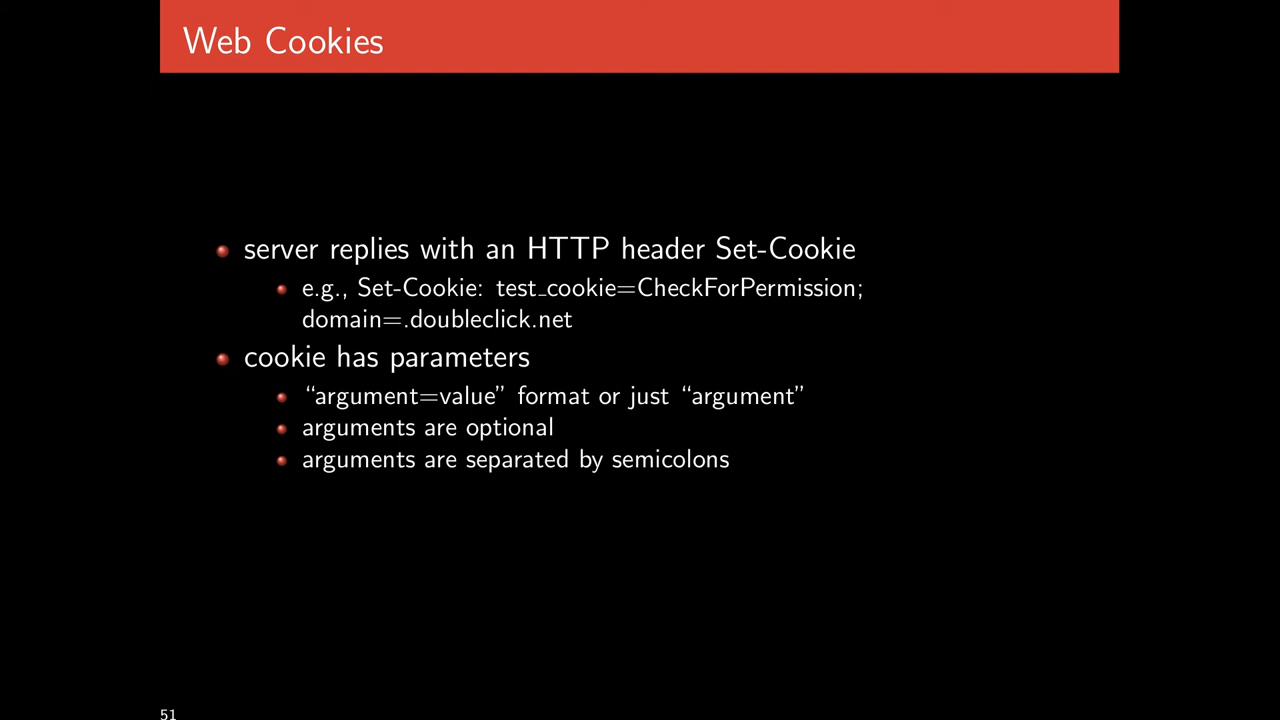 Web Cookies
server replies with an HTTP header Set-Cookie
e.g., Set-Cookie: test_cookie=CheckForPermission;
domain=.doubleclick.net
cookie has parameters
“argument=value” format or just “argument”
arguments are optional
arguments are separated by semicolons
51